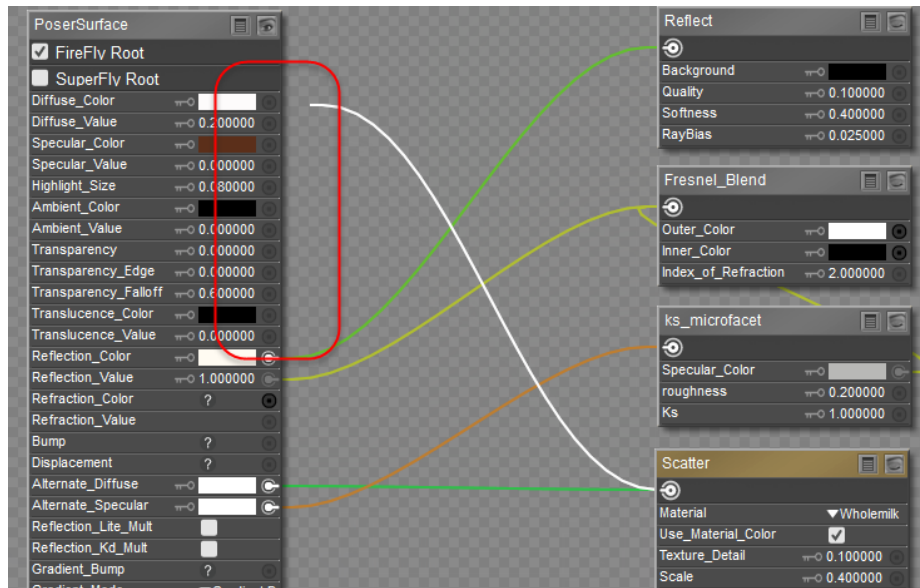 PoserSurface
FireFly Root
SuperFly Root
Diffuse_Color
Diffuse_Value 0.200000
Specular_Color
Specular_Value 0.000000
Highlight_Size 0.080000
Ambient_Color
Ambient_Value 0.000000
Transparency 0.000000
Transparency_Edge 0.000000
Transparency_Falloff 0.600000
Translucence_Color
Translucence_Value 0.000000
Reflection_Color
Reflection_Value 1.000000
Refraction_Color ?
Refraction_Value
Bump ?
Displacement ?
Alternate_Diffuse
Alternate_Specular
Reflection_Lite_Mult
Reflection_Kd_Mult
Gradient_Bump ?
Reflect
Background
Quality 0.100000
Softness 0.400000
RayBias 0.025000
Fresnel_Blend
Outer_Color
Inner_Color
Index_of_Refraction 2.000000
ks_microfacet
Specular_Color
roughness 0.200000
Ks 1.000000
Scatter
Material Wholemilk
Use_Material_Color
Texture_Detail 0.100000
Scale 0.400000